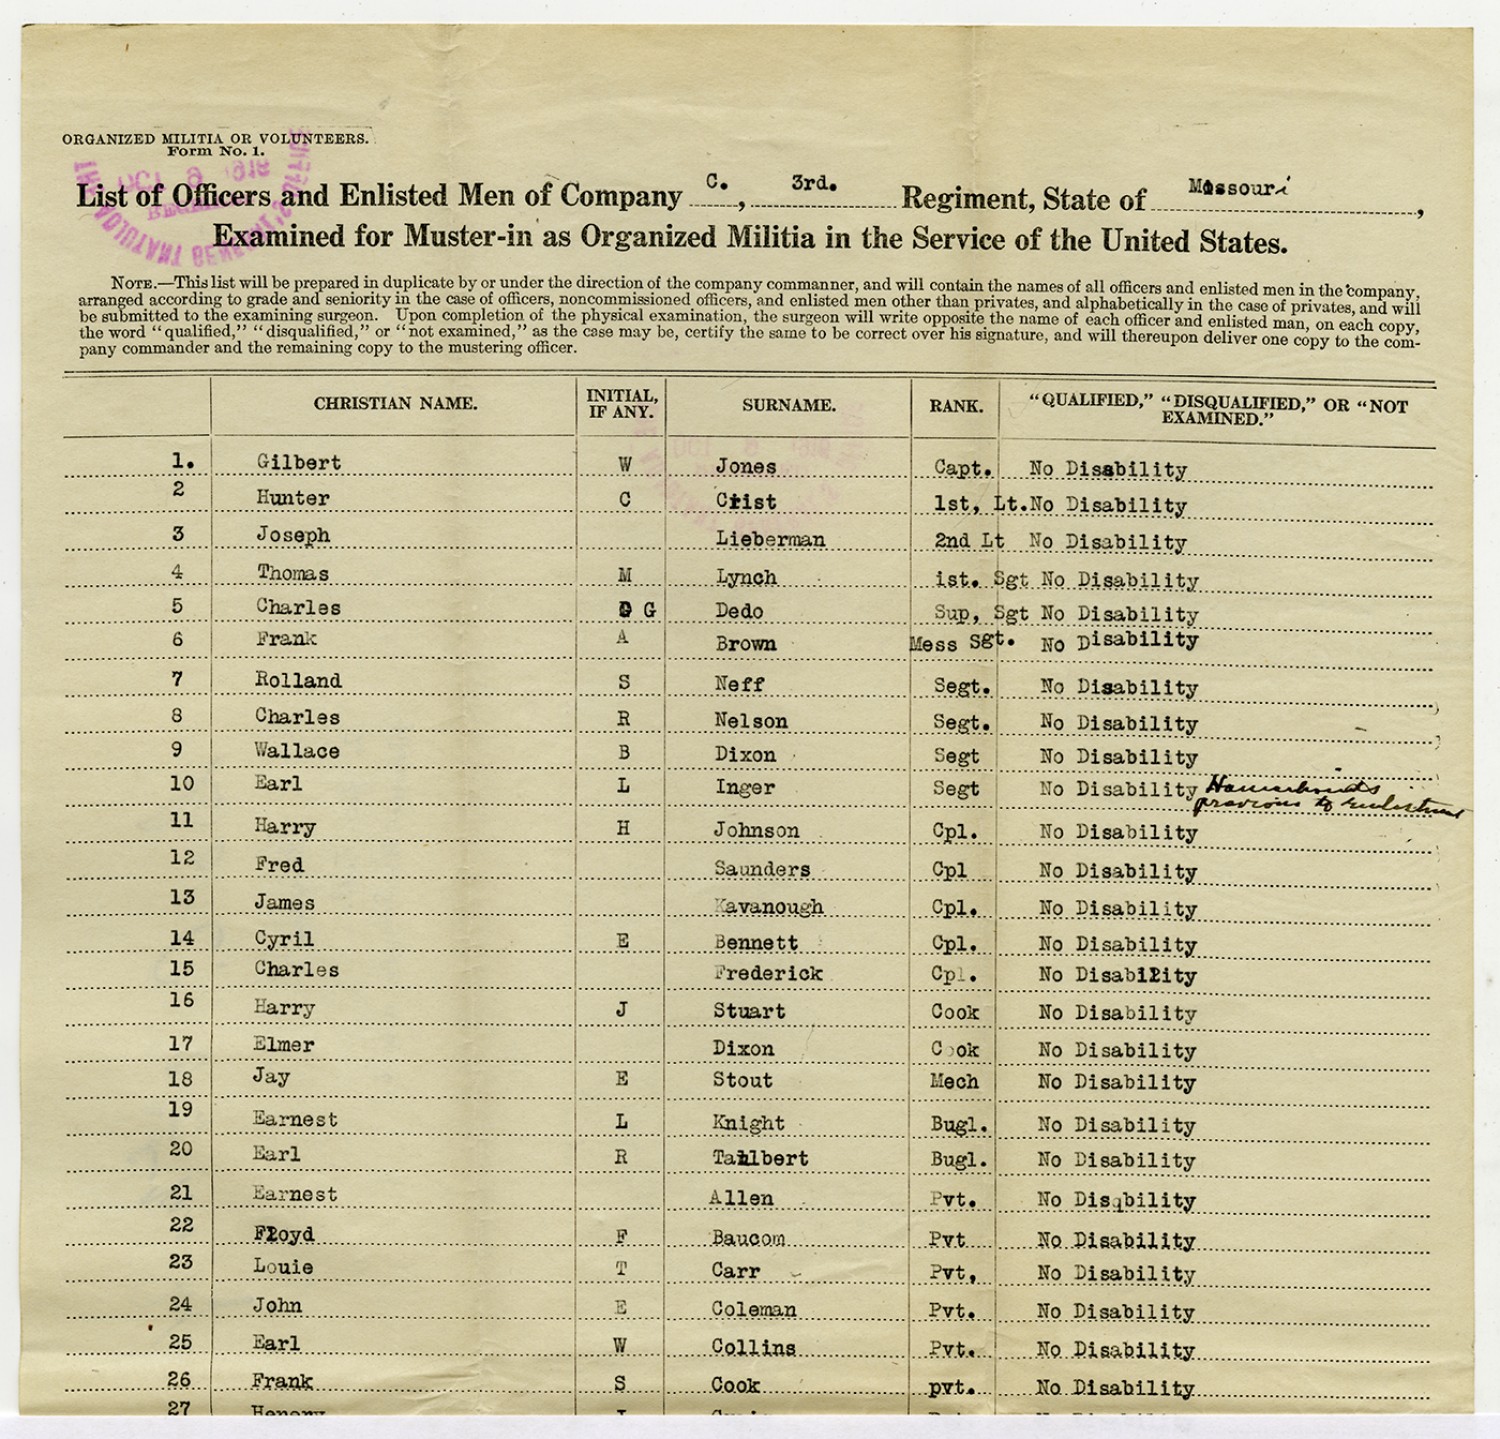 ORGANIZED MILITIA OR VOLUNTEERS.
Form No. 1.
OCT 9 1916
List of Officers and Enlisted Men of Company C., 3rd. Regiment, State of Missouri,
Examined for Muster-in as Organized Militia in the Service of the United States.
NOTE.—This list will be prepared in duplicate by or under the direction of the company commanner, and will contain the names of all officers and enlisted men in the company,
arranged according to grade and seniority in the case of officers, noncommissioned officers, and enlisted men other than privates, and alphabetically in the case of privates, and will
be submitted to the examining surgeon. Upon completion of the physical examination, the surgeon will write opposite the name of each officer and enlisted man, on each copy,
the word "qualified," "disqualified," or "not examined," as the case may be, certify the same to be correct over his signature, and will thereupon deliver one copy to the com-
pany commander and the remaining copy to the mustering officer.
CHRISTIAN NAME. INITIAL, IF ANY. SURNAME. RANK. "QUALIFIED," "DISQUALIFIED," OR "NOT EXAMINED."
1. Gilbert W Jones Capt. No Disability
2 Hunter C Crist 1st, Lt. No Disability
3 Joseph Lieberman 2nd Lt No Disability
4 Thomas M Lynch ist. Sgt No Disability
5 Charles G Dedo Sup, Sgt No Disability
6 Frank A Brown Mess Sgt. No Disability
7 Rolland S Neff Segt. No Disability
8 Charles R Nelson Segt. No Disability
9 Wallace B Dixon Segt No Disability
10 Earl L Inger Segt No Disability
previous to enlistment
11 Harry H Johnson Cpl. No Disability
12 Fred Saunders Cpl No Disability
13 James Kavanough Cpl. No Disability
14 Cyril E Bennett Cpl. No Disability
15 Charles Frederick Cpl. No Disability
16 Harry J Stuart Cook No Disability
17 Elmer Dixon Cook No Disability
18 Jay E Stout Mech No Disability
19 Earnest L Knight Bugl. No Disability
20 Earl R Talbert Bugl. No Disability
21 Earnest Allen Pvt. No Disqbility
22 Floyd F Baucom Pvt No Disability
23 Louie T Carr Pvt, No Disability
24 John E Coleman Pvt. No Disability
25 Earl W Collins Pvt. No Disability
26 Frank S Cook pvt. No Disability
27